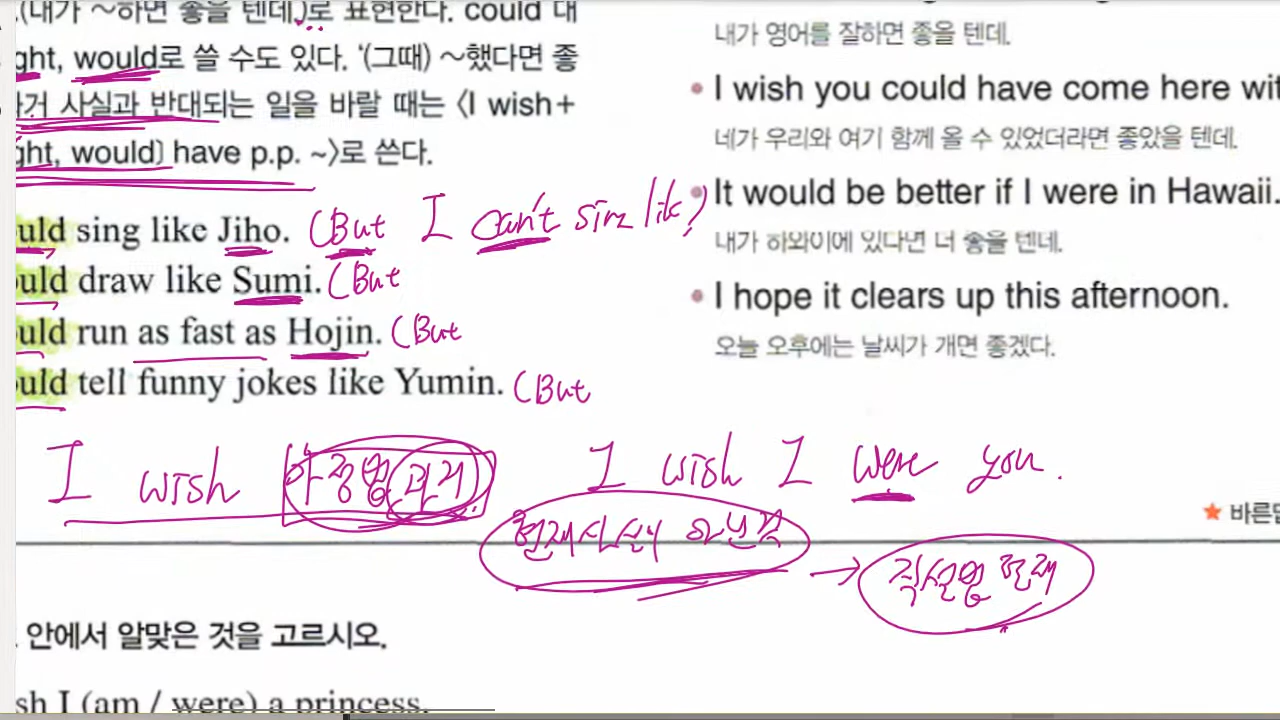 (내가 ~하면 좋을 텐데.)로 표현한다. could 대
ght, would로 쓸 수도 있다. '(그때) ~했다면 좋
과거 사실과 반대되는 일을 바랄 때는 〈I wish+
ght, would〕 have p.p. ~〉로 쓴다.
uld sing like Jiho. (But I can't sing like)
uld draw like Sumi. (But
uld run as fast as Hojin. (But
uld tell funny jokes like Yumin. (But
내가 영어를 잘하면 좋을 텐데.
I wish you could have come here wit
네가 우리와 여기 함께 올 수 있었더라면 좋았을 텐데.
It would be better if I were in Hawaii.
내가 하와이에 있다면 더 좋을 텐데.
I hope it clears up this afternoon.
오늘 오후에는 날씨가 개면 좋겠다.
I wish 가정법 과거
I wish I were you.
현재사실에 → 직설법 현재
★ 바른답
안에서 알맞은 것을 고르시오.
sh I (am / were) a princess.